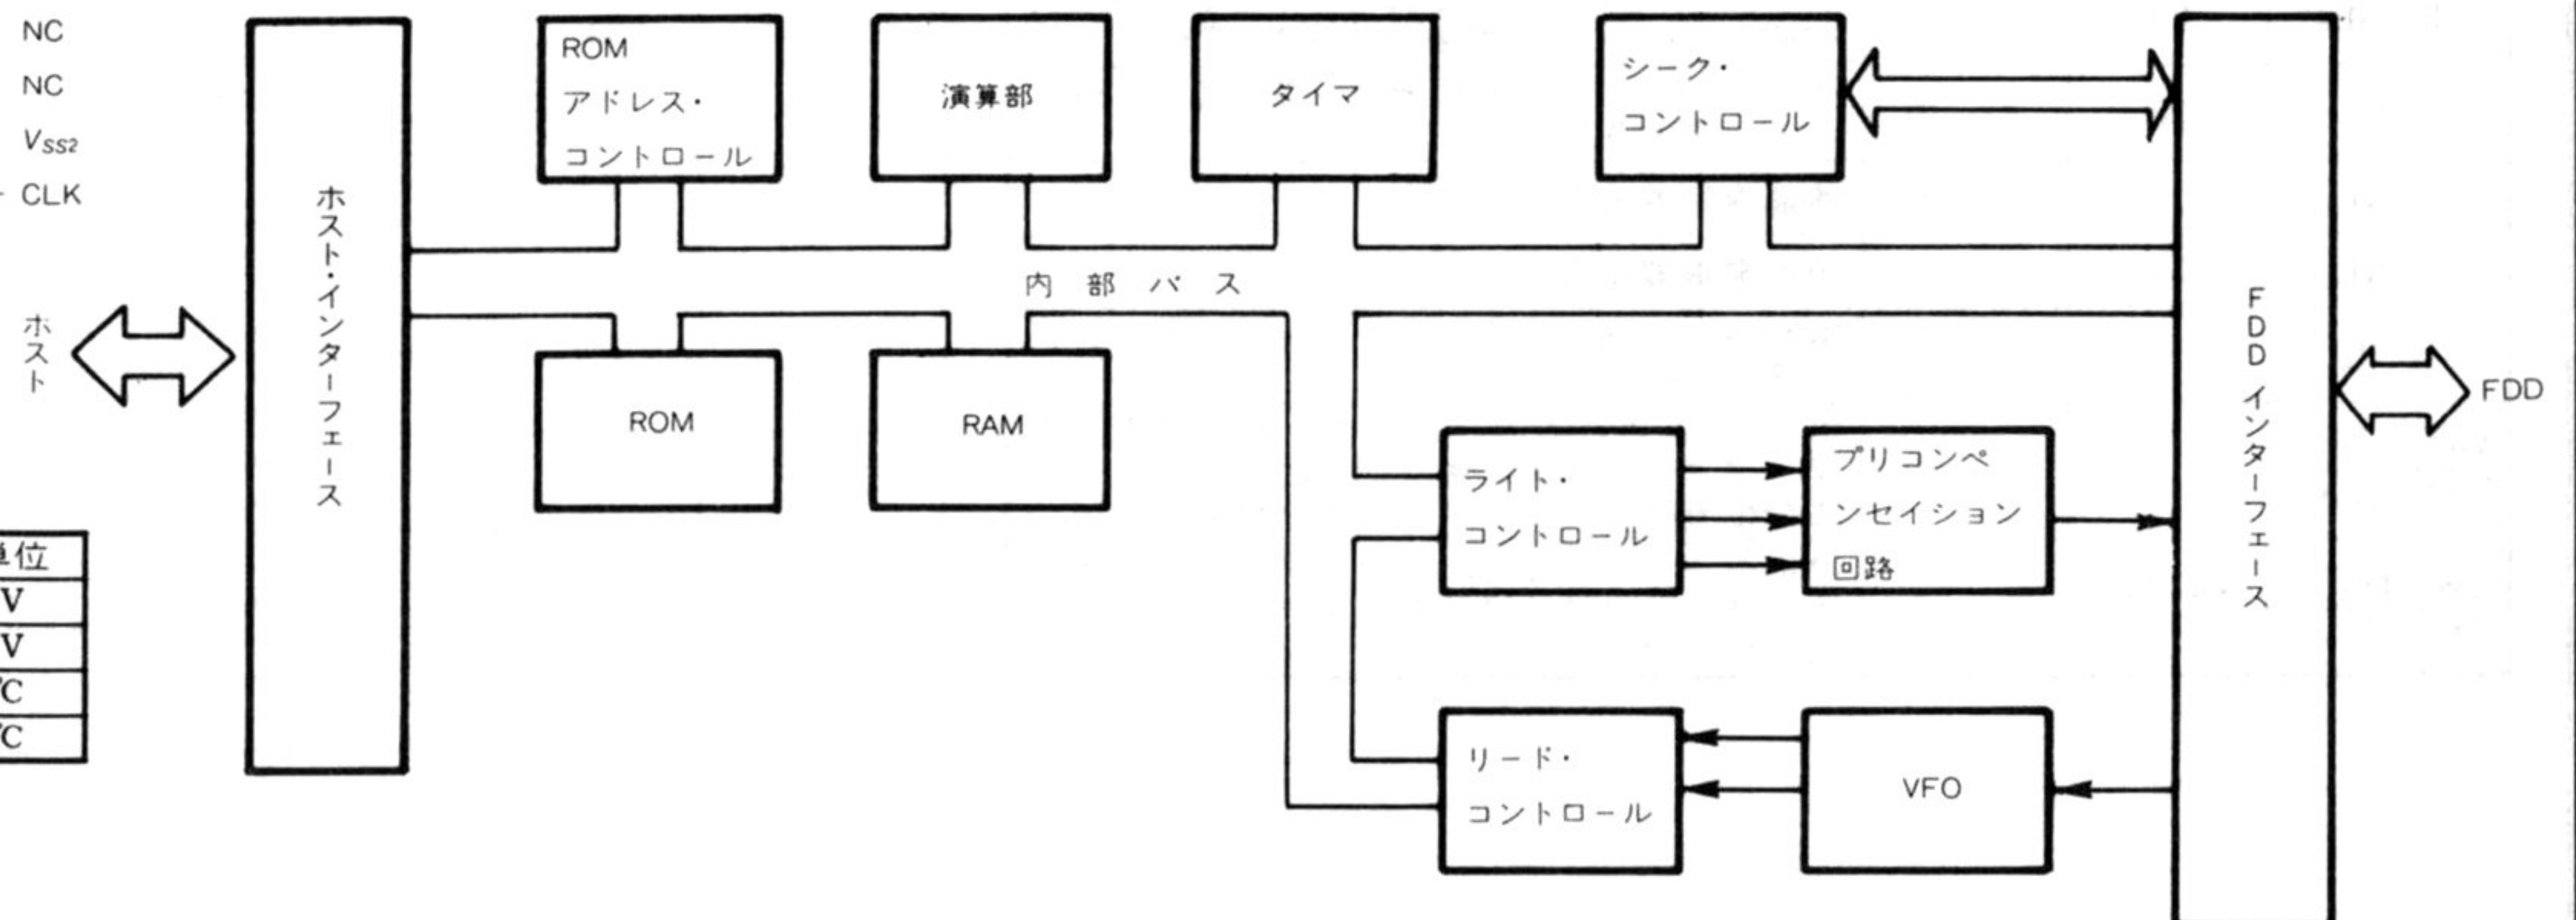 NC
NC
VSS2
CLK
ホスト
位
V
V
℃
℃
ホスト・インターフェース
ROM
アドレス・
コントロール
演算部
タイマ
シーク・
コントロール
内部バス
ROM
RAM
ライト・
コントロール
プリコンペ
ンセイション
回路
リード・
コントロール
VFO
FDDインターフェース
FDD